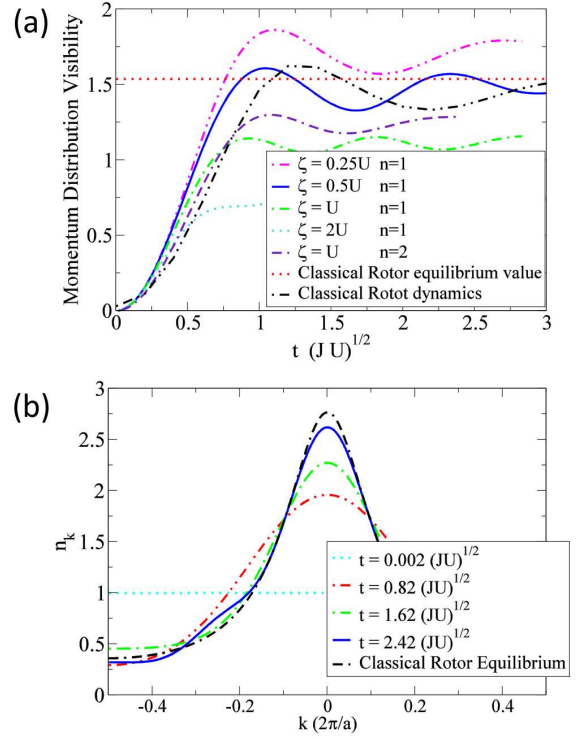 (a)
Momentum Distribution Visibility
2
1.5
1
0.5
0
ζ = 0.25U n=1
ζ = 0.5U n=1
ζ = U n=1
ζ = 2U n=1
ζ = U n=2
Classical Rotor equilibrium value
Classical Rotot dynamics
0 0.5 1 1.5 2 2.5 3
t (J U)^1/2
(b)
n_k
3
2.5
2
1.5
1
0.5
0
t = 0.002 (JU)^1/2
t = 0.82 (JU)^1/2
t = 1.62 (JU)^1/2
t = 2.42 (JU)^1/2
Classical Rotor Equilibrium
-0.4 -0.2 0 0.2 0.4
k (2π/a)